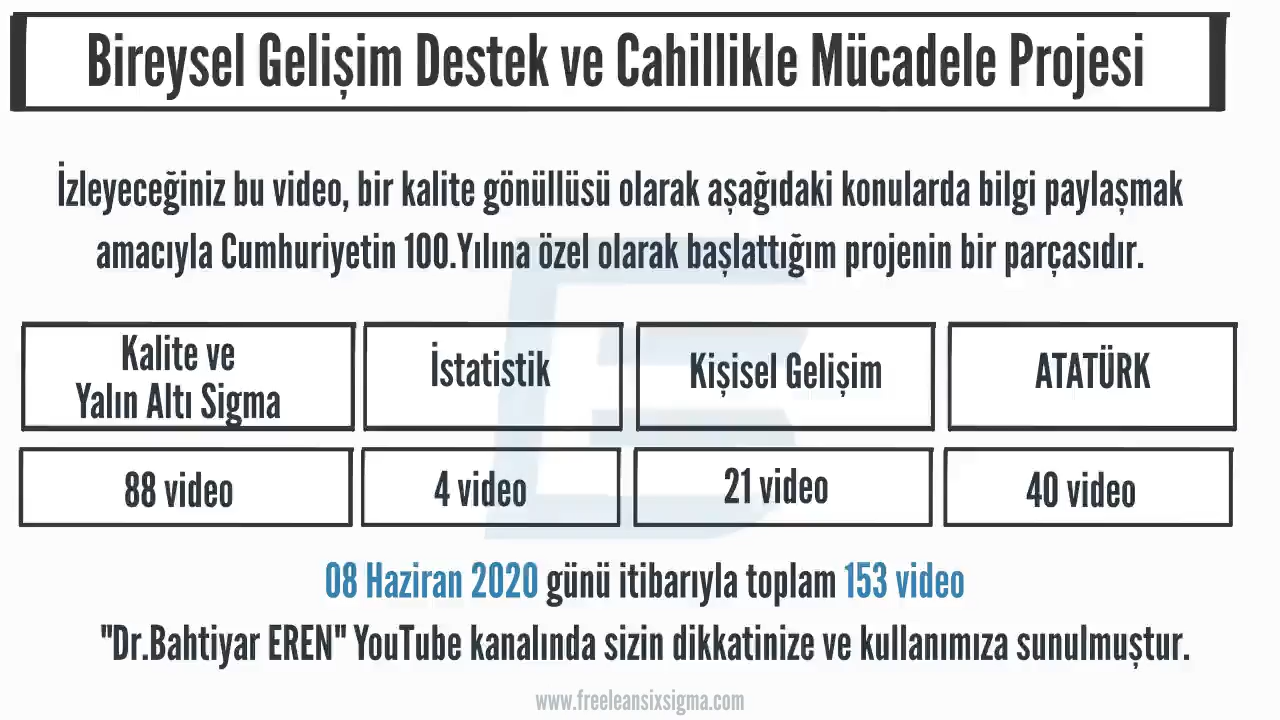 Bireysel Gelişim Destek ve Cahillikle Mücadele Projesi
İzleyeceğiniz bu video, bir kalite gönüllüsü olarak aşağıdaki konularda bilgi paylaşmak
amacıyla Cumhuriyetin 100.Yılına özel olarak başlattığım projenin bir parçasıdır.
Kalite ve
Yalın Altı Sigma
İstatistik
Kişisel Gelişim
ATATÜRK
88 video
4 video
21 video
40 video
08 Haziran 2020 günü itibarıyla toplam 153 video
"Dr.Bahtiyar EREN" YouTube kanalında sizin dikkatinize ve kullanımıza sunulmuştur.
www.freeleansixsigma.com